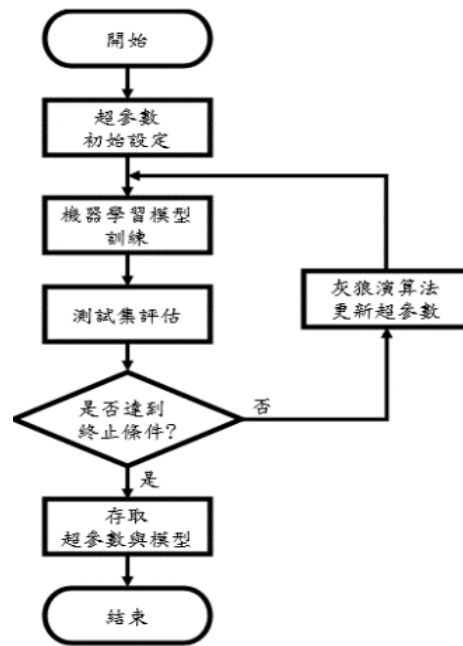 開始
超參數
初始設定
機器學習模型
訓練
測試集評估
灰狼演算法
更新超參數
是否達到
終止條件?
否
是
存取
超參數與模型
結束